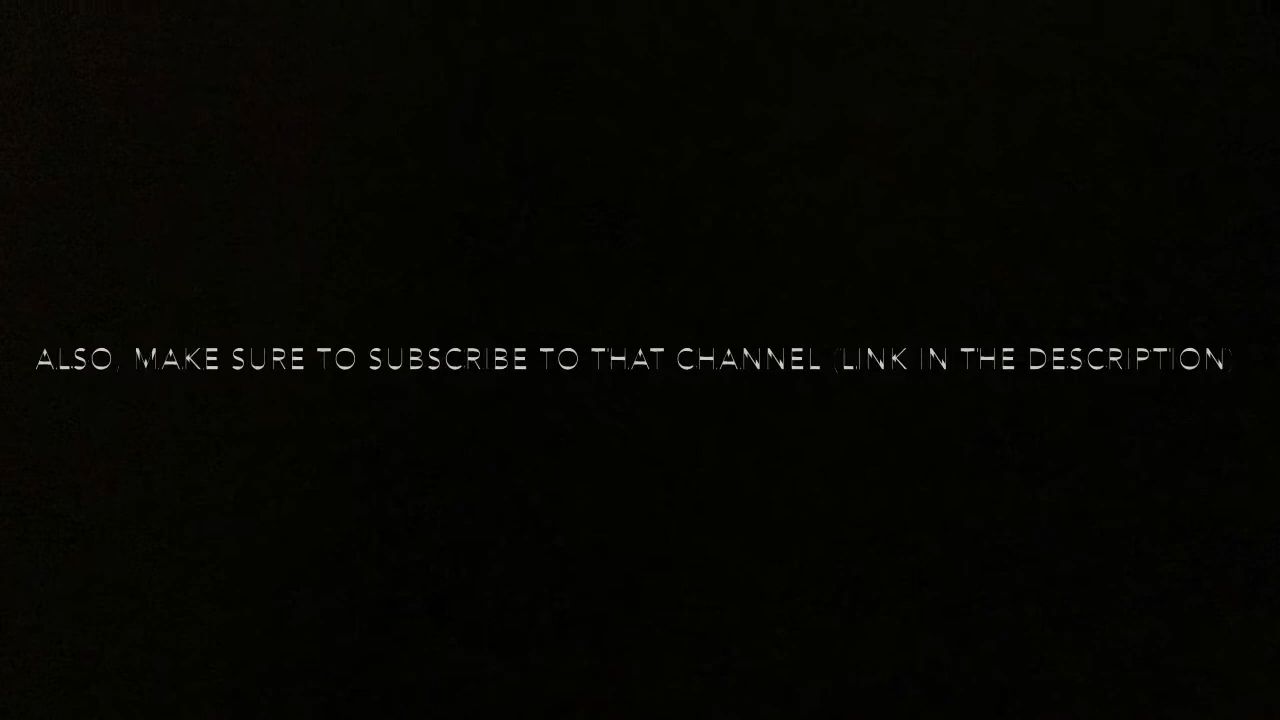 ALSO, MAKE SURE TO SUBSCRIBE TO THAT CHANNEL (LINK IN THE DESCRIPTION)